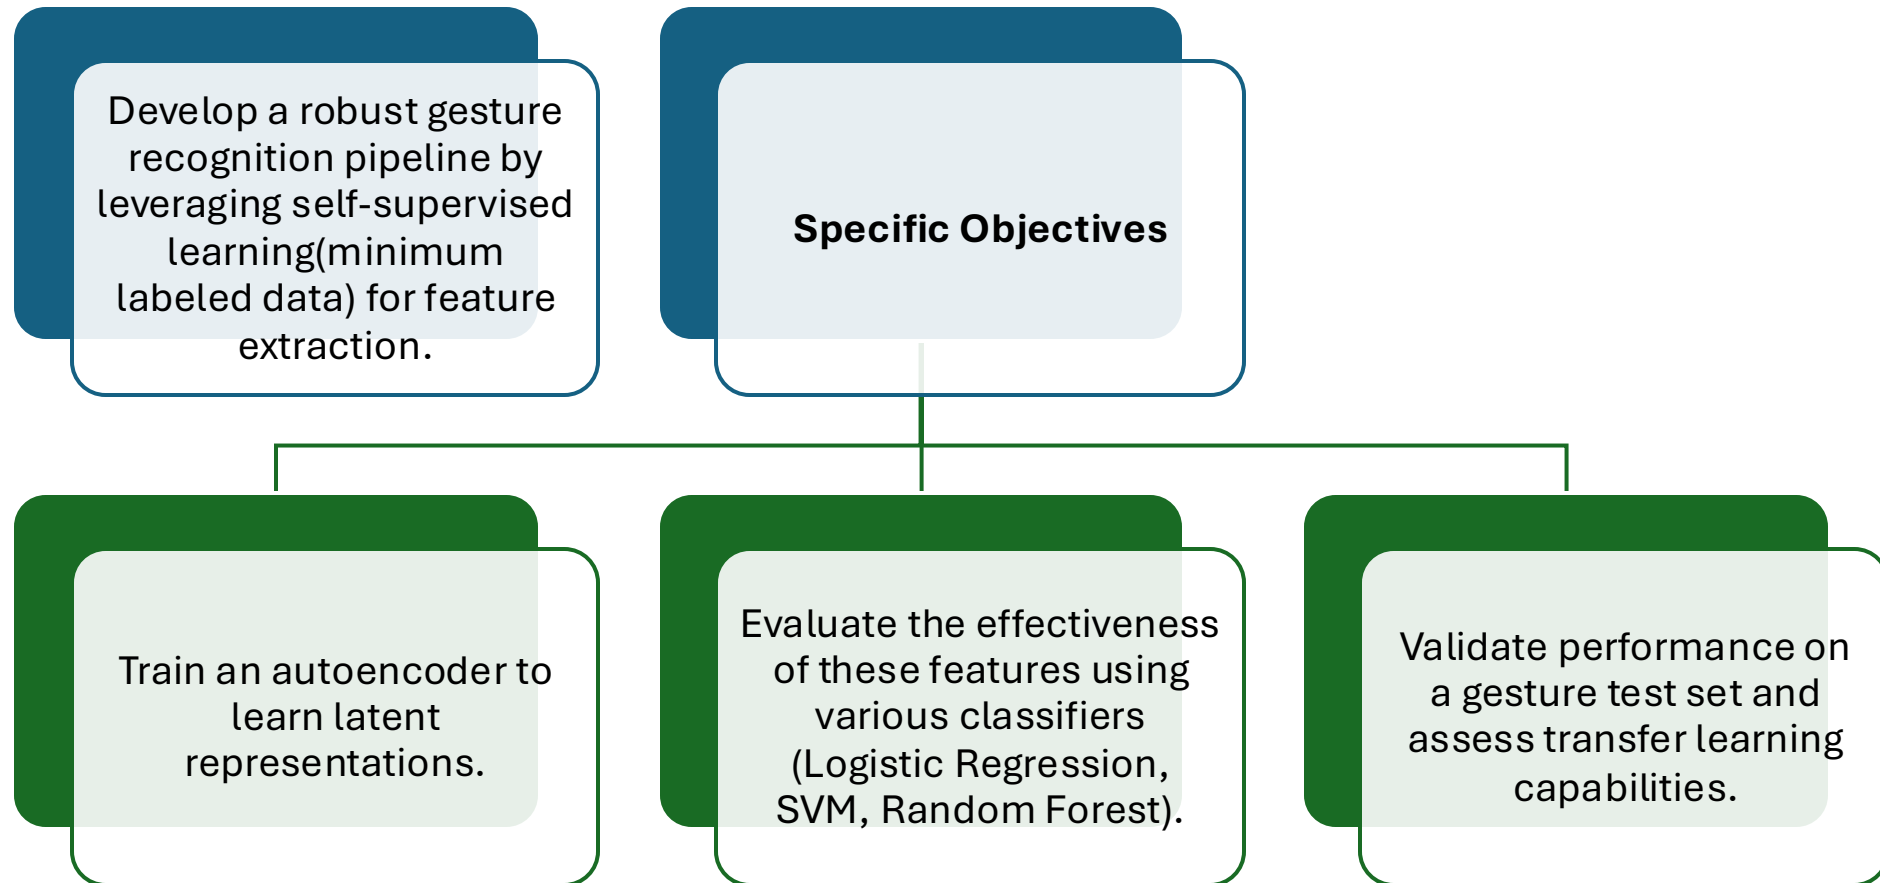 Develop a robust gesture
recognition pipeline by
leveraging self-supervised
learning(minimum
labeled data) for feature
extraction.
Specific Objectives
Train an autoencoder to
learn latent
representations.
Evaluate the effectiveness
of these features using
various classifiers
(Logistic Regression,
SVM, Random Forest).
Validate performance on
a gesture test set and
assess transfer learning
capabilities.